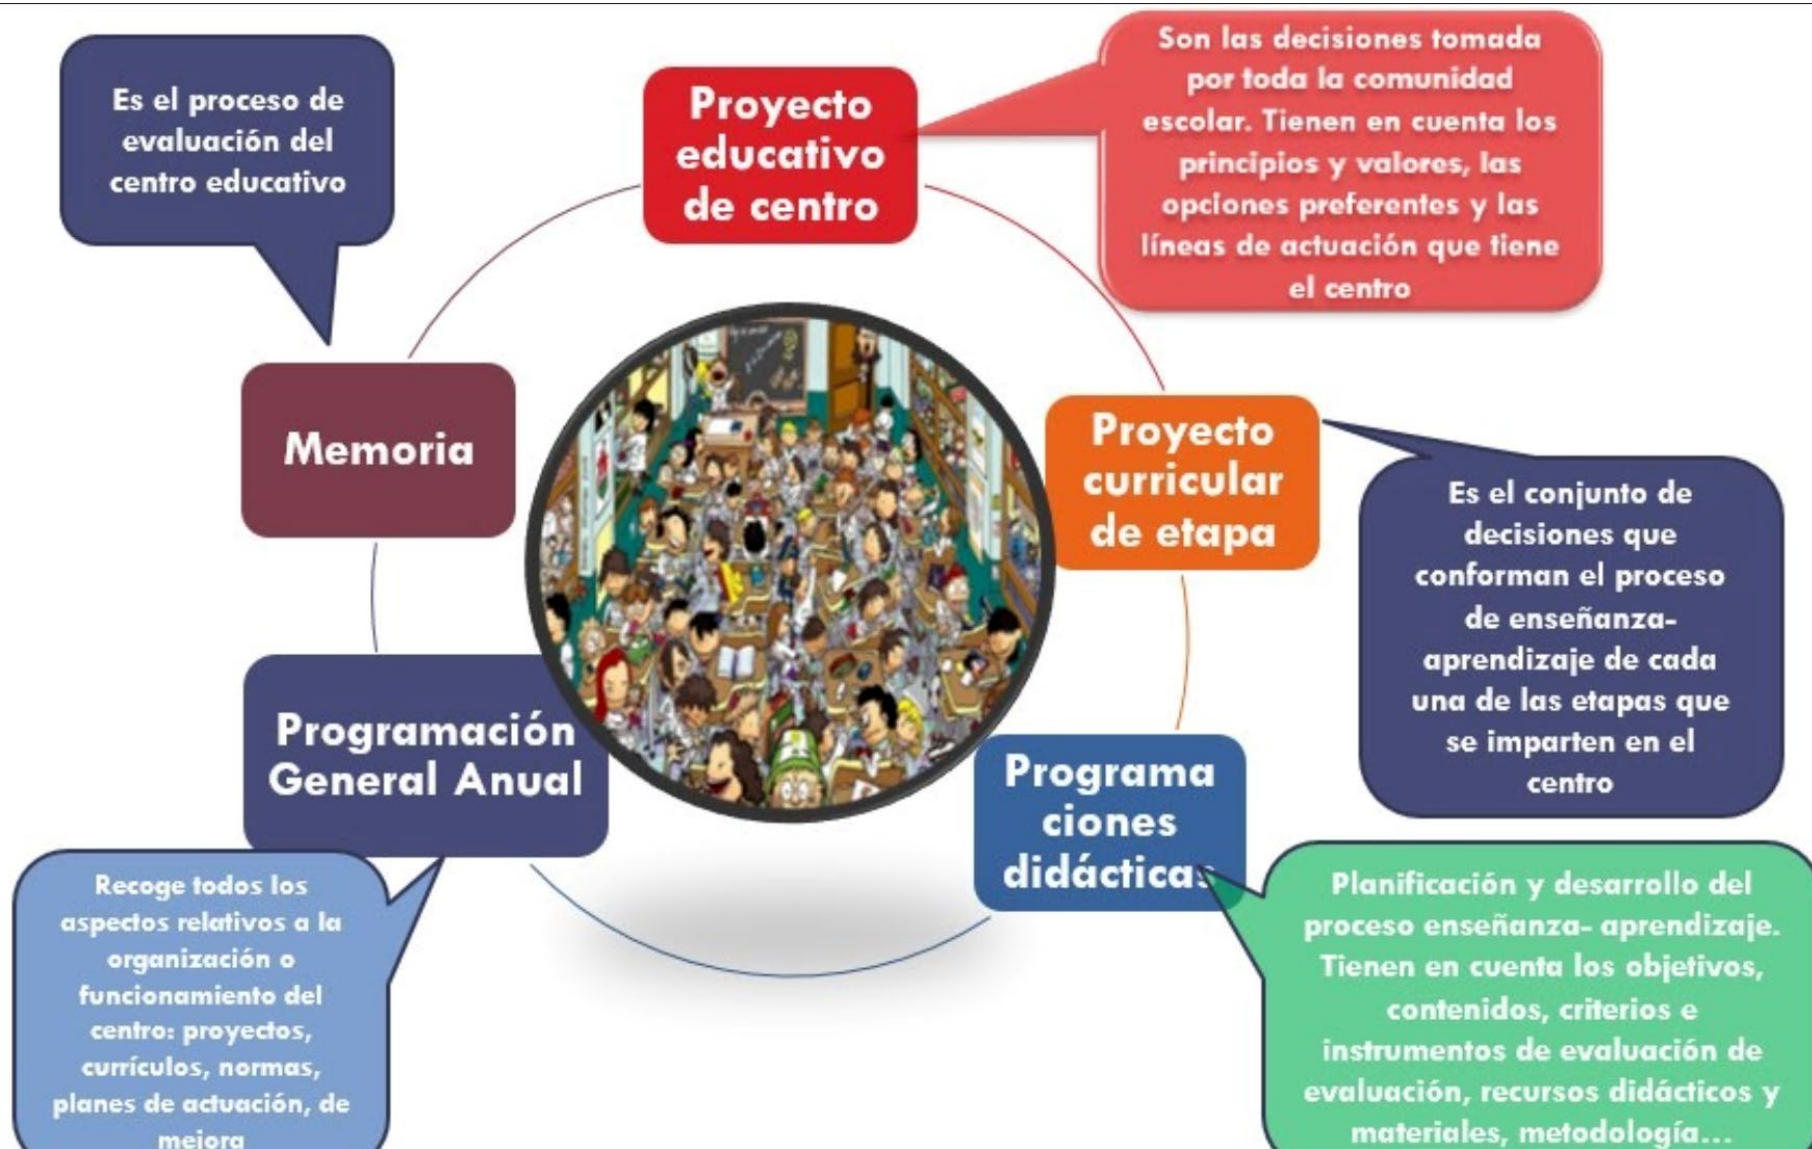 Es el proceso de
evaluación del
centro educativo
Proyecto
educativo
de centro
Son las decisiones tomada
por toda la comunidad
escolar. Tienen en cuenta los
principios y valores, las
opciones preferentes y las
líneas de actuación que tiene
el centro
Memoria
Proyecto
curricular
de etapa
Es el conjunto de
decisiones que
conforman el proceso
de enseñanza-
aprendizaje de cada
una de las etapas que
se imparten en el
centro
Programación
General Anual
Programa
ciones
didácticas
Recoge todos los
aspectos relativos a la
organización o
funcionamiento del
centro: proyectos,
currículos, normas,
planes de actuación, de
mejora
Planificación y desarrollo del
proceso enseñanza- aprendizaje.
Tienen en cuenta los objetivos,
contenidos, criterios e
instrumentos de evaluación de
evaluación, recursos didácticos y
materiales, metodología...